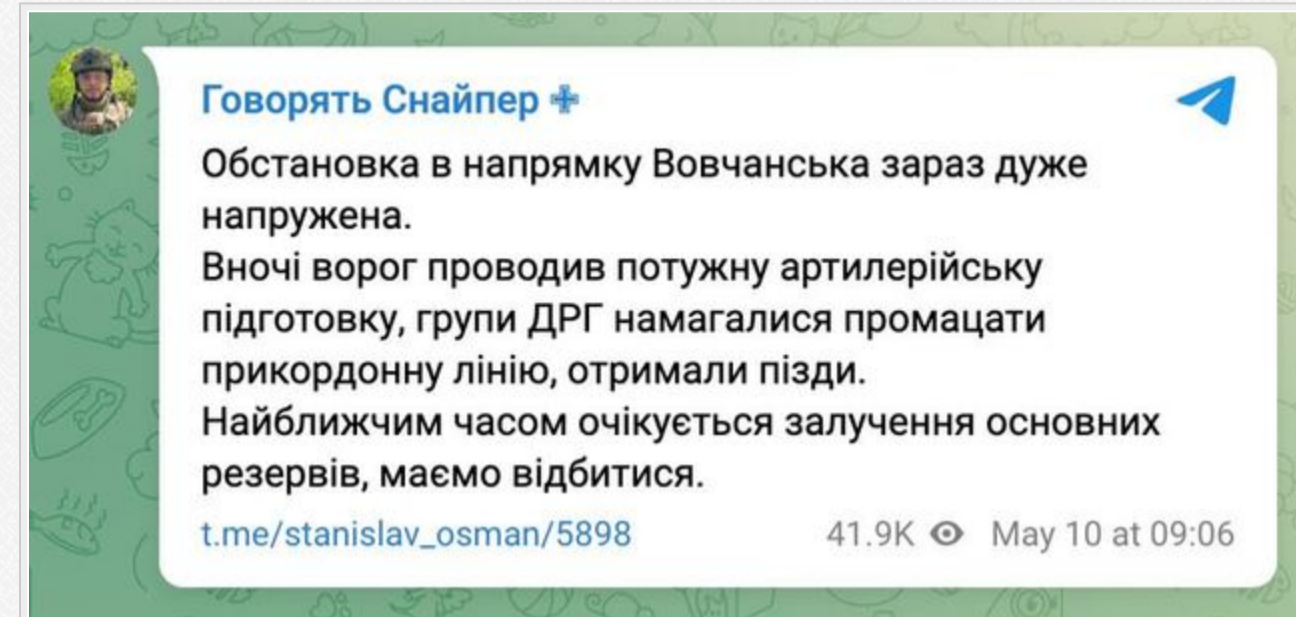 Говорять Снайпер
Обстановка в напрямку Вовчанська зараз дуже
напружена.
Вночі ворог проводив потужну артилерійську
підготовку, групи ДРГ намагалися промацати
прикордонну лінію, отримали пізди.
Найближчим часом очікується залучення основних
резервів, маємо відбитися.
t.me/stanislav_osman/5898 41.9K May 10 at 09:06